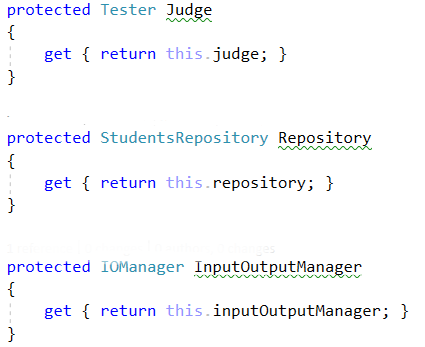 protected Tester Judge
{
get { return this.judge; }
}
protected StudentsRepository Repository
{
get { return this.repository; }
}
protected IOManager InputOutputManager
{
get { return this.inputOutputManager; }
}